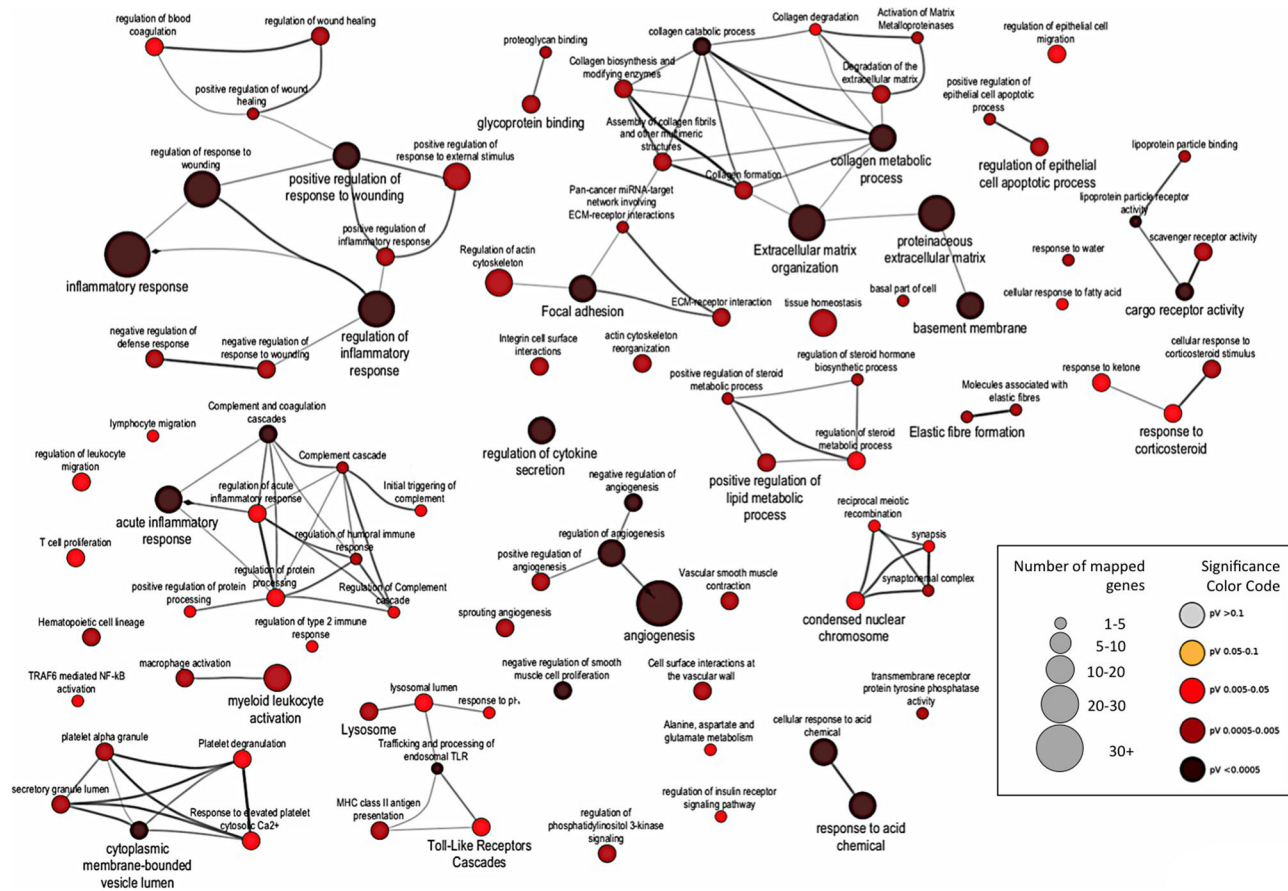 regulation of blood
coagulation
regulation of wound healing
positive regulation of wound
healing
regulation of response to
wounding
positive regulation of
response to wounding
positive regulation of
response to external stimulus
positive regulation of
inflammatory response
inflammatory response
regulation of
inflammatory
response
negative regulation of
defense response
negative regulation of
response to wounding
proteoglycan binding
glycoprotein binding
collagen catabolic process
Collagen degradation
Activation of Matrix
Metalloproteinases
Collagen biosynthesis and
modifying enzymes
Degradation of the
extracellular matrix
Assembly of collagen fibrils
and other multimeric
structures
collagen metabolic
process
Collagen formation
Pan-cancer miRNA-target
network involving
ECM-receptor interactions
Extracellular matrix
organization
proteinaceous
extracellular matrix
Regulation of actin
cytoskeleton
Focal adhesion
ECM-receptor interaction
tissue homeostasis
basal part of cell
basement membrane
Integrin cell surface
interactions
actin cytoskeleton
reorganization
regulation of epithelial cell
migration
positive regulation of
epithelial cell apoptotic
process
regulation of epithelial
cell apoptotic process
lipoprotein particle binding
lipoprotein particle receptor
activity
scavenger receptor activity
response to water
cellular response to fatty acid
cargo receptor activity
positive regulation of steroid
metabolic process
regulation of steroid hormone
biosynthetic process
regulation of steroid
metabolic process
positive regulation of
lipid metabolic
process
Molecules associated with
elastic fibres
Elastic fibre formation
response to ketone
cellular response to
corticosteroid stimulus
response to
corticosteroid
lymphocyte migration
regulation of leukocyte
migration
T cell proliferation
Complement and coagulation
cascades
Complement cascade
regulation of acute
inflammatory response
Initial triggering of
complement
acute inflammatory
response
regulation of humoral immune
response
regulation of protein
processing
positive regulation of protein
processing
Regulation of Complement
cascade
regulation of type 2 immune
response
Hematopoietic cell lineage
regulation of cytokine
secretion
negative regulation of
angiogenesis
regulation of angiogenesis
positive regulation of
angiogenesis
sprouting angiogenesis
angiogenesis
Vascular smooth muscle
contraction
reciprocal meiotic
recombination
synapsis
synaptonemal complex
condensed nuclear
chromosome
TRAF6 mediated NF-kB
activation
macrophage activation
myeloid leukocyte
activation
lysosomal lumen
response to pH
Lysosome
Trafficking and processing of
endosomal TLR
MHC class II antigen
presentation
Toll-Like Receptors
Cascades
platelet alpha granule
Platelet degranulation
secretory granule lumen
Response to elevated platelet
cytosolic Ca2+
cytoplasmic
membrane-bounded
vesicle lumen
negative regulation of smooth
muscle cell proliferation
Cell surface interactions at
the vascular wall
Alanine, aspartate and
glutamate metabolism
regulation of insulin receptor
signaling pathway
regulation of
phosphatidylinositol 3-kinase
signaling
transmembrane receptor
protein tyrosine phosphatase
activity
cellular response to acid
chemical
response to acid
chemical
Number of mapped
genes
1-5
5-10
10-20
20-30
30+
Significance
Color Code
pV >0.1
pV 0.05-0.1
pV 0.005-0.05
pV 0.0005-0.005
pV <0.0005